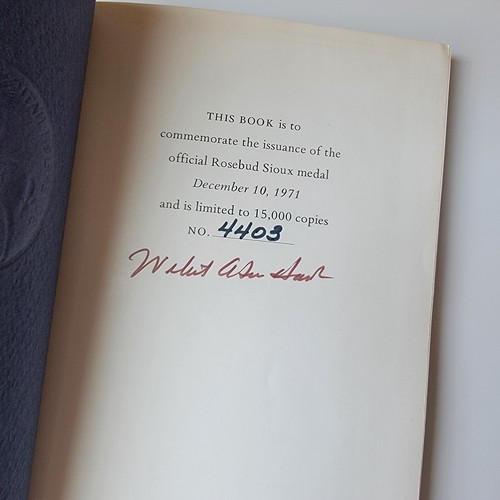 THIS BOOK is to
commemorate the issuance of the
official Rosebud Sioux medal
December 10, 1971
and is limited to 15,000 copies
NO. 4403